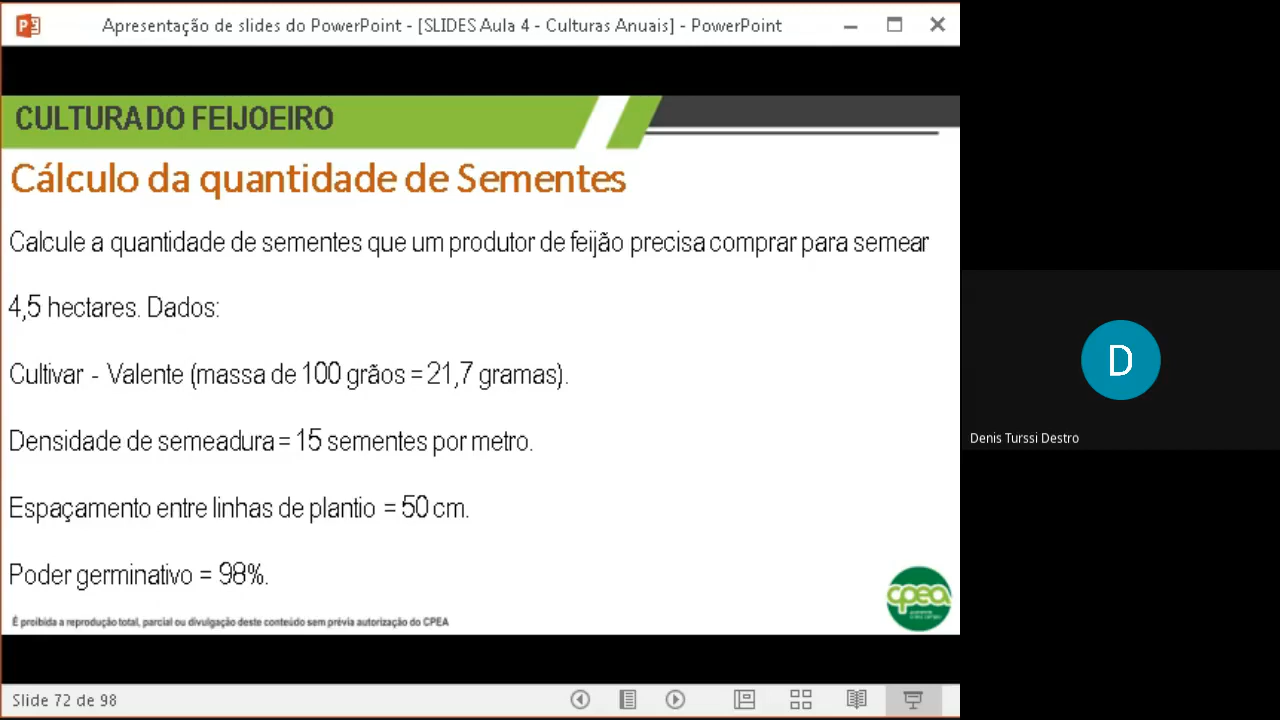 Apresentação de slides do PowerPoint - [SLIDES Aula 4 - Culturas Anuais] - PowerPoint
CULTURA DO FEIJOEIRO
Cálculo da quantidade de Sementes
Calcule a quantidade de sementes que um produtor de feijão precisa comprar para semear
4,5 hectares. Dados:
Cultivar - Valente (massa de 100 grãos = 21,7 gramas).
Densidade de semeadura = 15 sementes por metro.
Espaçamento entre linhas de plantio = 50 cm.
Poder germinativo = 98%.
cpea
É proibida a reprodução total, parcial ou divulgação deste conteúdo sem prévia autorização do CPEA
Slide 72 de 98
D
Denis Turssi Destro